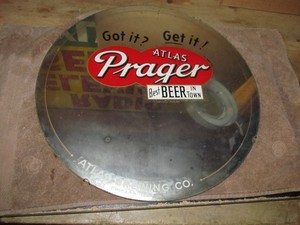 Got it? Get it!
ATLAS
Prager
Best BEER IN TOWN
ATLAS BREWING CO.